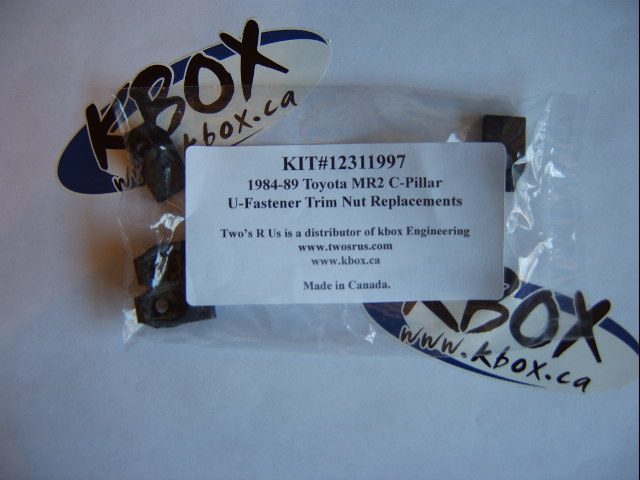 KBOX
www.kbox.ca
KIT#12311997
1984-89 Toyota MR2 C-Pillar
U-Fastener Trim Nut Replacements
Two's R Us is a distributor of kbox Engineering
www.twosrus.com
www.kbox.ca
Made in Canada.
KBOX
www.kbox.ca